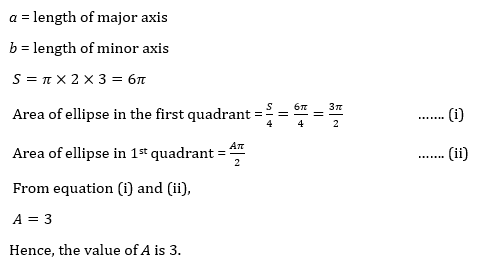 a = length of major axis
b = length of minor axis
S = π × 2 × 3 = 6π
Area of ellipse in the first quadrant = S/4 = 6π/4 = 3π/2 ....... (i)
Area of ellipse in 1st quadrant = Aπ/2 ....... (ii)
From equation (i) and (ii),
A = 3
Hence, the value of A is 3.